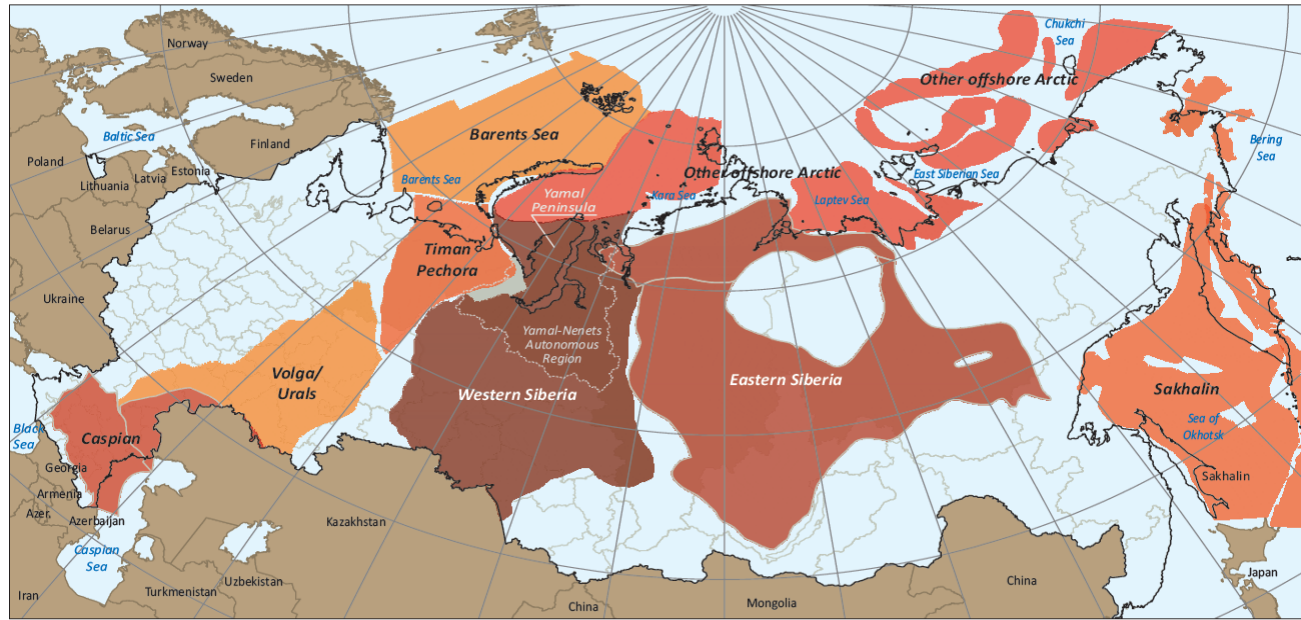 Chukchi
Sea
Norway
Sweden
Other offshore Arctic
Baltic Sea
Barents Sea
Finland
Bering
Sea
Poland
Estonia
Latvia
Lithuania
Barents Sea
Other offshore Arctic
East Siberian Sea
Yamal
Peninsula
Kara Sea
Laptev Sea
Belarus
Timan
Pechora
Ukraine
Yamal-Nenets
Autonomous
Region
Volga/
Urals
Western Siberia
Eastern Siberia
Sakhalin
Black
Sea
Caspian
Sea of
Okhotsk
Georgia
Sakhalin
Armenia
Azer.
Azerbaijan
Kazakhstan
Caspian
Sea
Uzbekistan
Turkmenistan
Iran
China
Mongolia
China
Japan